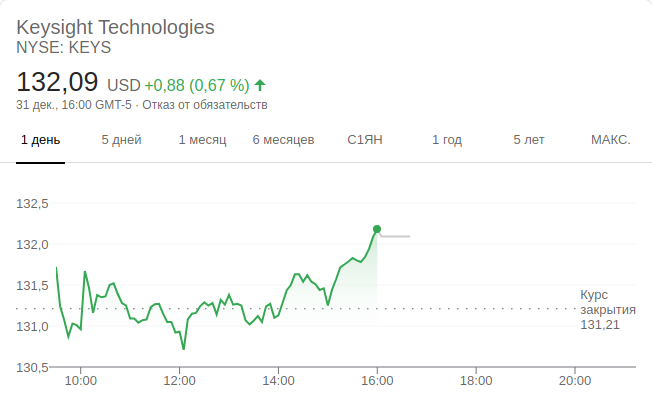 Keysight Technologies
NYSE: KEYS
132,09 USD +0,88 (0,67 %)
31 дек., 16:00 GMT-5 · Отказ от обязательств
1 день 5 дней 1 месяц 6 месяцев С1ЯН 1 год 5 лет МАКС.
132,5
132,0
131,5
Курс
закрытия
131,21
131,0
130,5
10:00 12:00 14:00 16:00 18:00 20:00